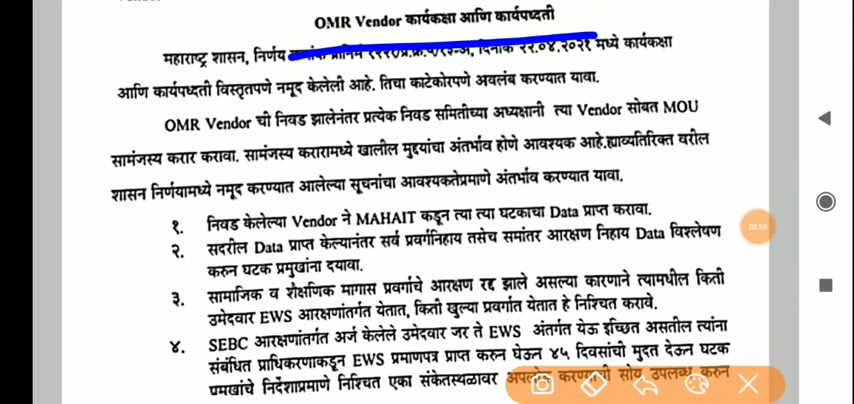 OMR Vendor कार्यकक्षा आणि कार्यपध्दती
महाराष्ट्र शासन, निर्णय दिनांक २२.०४.२०२१ मध्ये कार्यकक्षा
आणि कार्यपध्दती विस्तृतपणे नमूद केलेली आहे. तिचा काटेकोरपणे अवलंब करण्यात यावा.
OMR Vendor ची निवड झालेनंतर प्रत्येक निवड समितीच्या अध्यक्षानी त्या Vendor सोबत MOU
सामंजस्य करार करावा. सामंजस्य करारामध्ये खालील मुद्दयांचा अंतर्भाव होणे आवश्यक आहे.ह्याव्यतिरिक्त वरील
शासन निर्णयामध्ये नमूद करण्यात आलेल्या सूचनांचा आवश्यकतेप्रमाणे अंतर्भाव करण्यात यावा.
१. निवड केलेल्या Vendor ने MAHAIT कडून त्या त्या घटकाचा Data प्राप्त करावा.
२. सदरील Data प्राप्त केल्यानंतर सर्व प्रवर्गनिहाय तसेच समांतर आरक्षण निहाय Data विश्लेषण
03:59
करुन घटक प्रमुखांना दयावा.
३. सामाजिक व शैक्षणिक मागास प्रवर्गाचे आरक्षण रद्द झाले असल्या कारणाने त्यामधील किती
उमेदवार EWS आरक्षणांतर्गत येतात, किती खुल्या प्रवर्गात येतात हे निश्चित करावे.
४. SEBC आरक्षणांतर्गत अर्ज केलेले उमेदवार जर ते EWS अंतर्गत येऊ इच्छित असतील त्यांना
संबंधित प्राधिकरणाकडून EWS प्रमाणपत्र प्राप्त करुन घेऊन ४५ दिवसांची मुदत देऊन घटक
प्रमुखांचे निर्देशाप्रमाणे निश्चित एका संकेतस्थळावर अपलोड करण्याची सोय उपलब्ध करुन